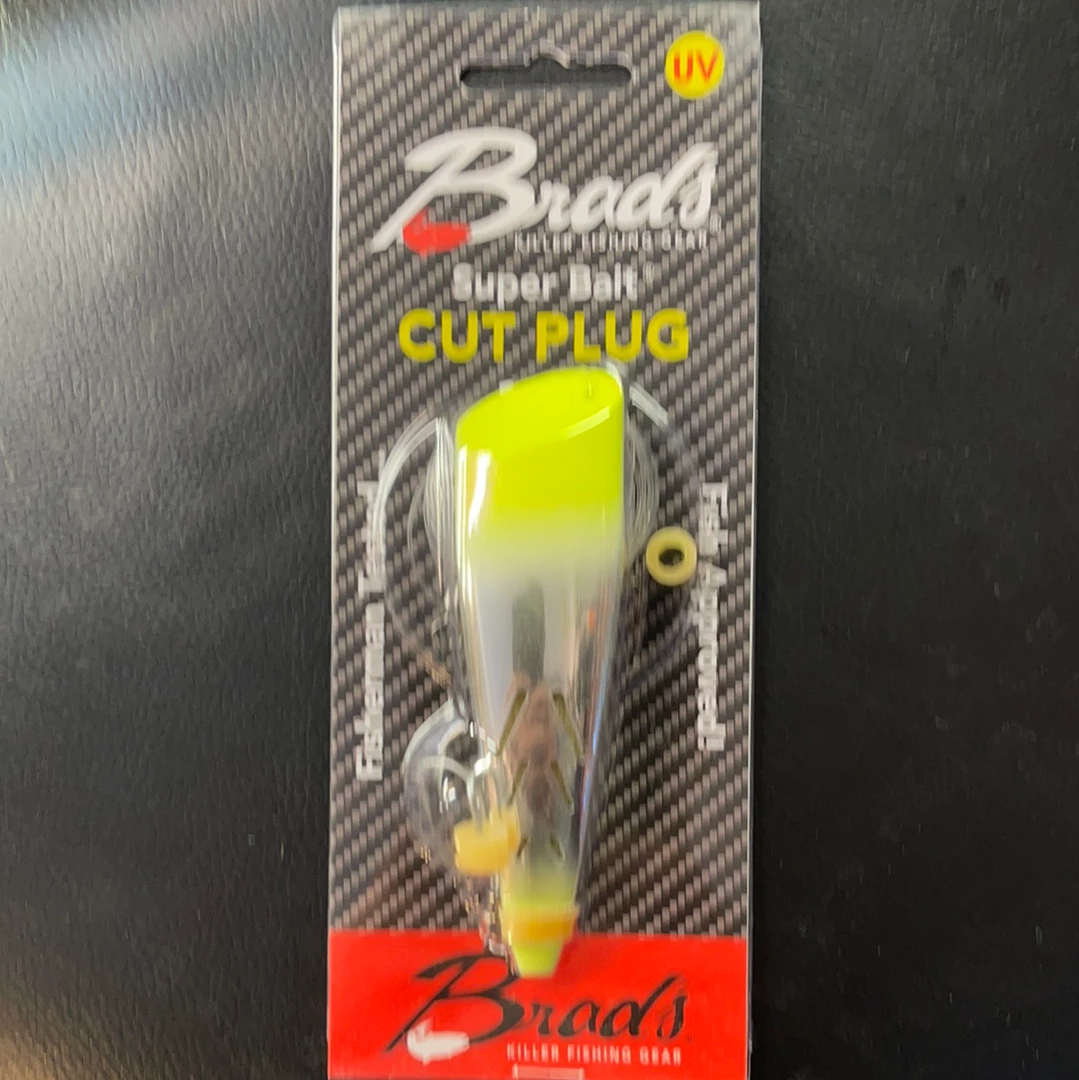 UV
Brad's®
KILLER FISHING GEAR
Super Bait®
CUT PLUG
Fisherman Tested
Fish Approved!
Brad's
KILLER FISHING GEAR